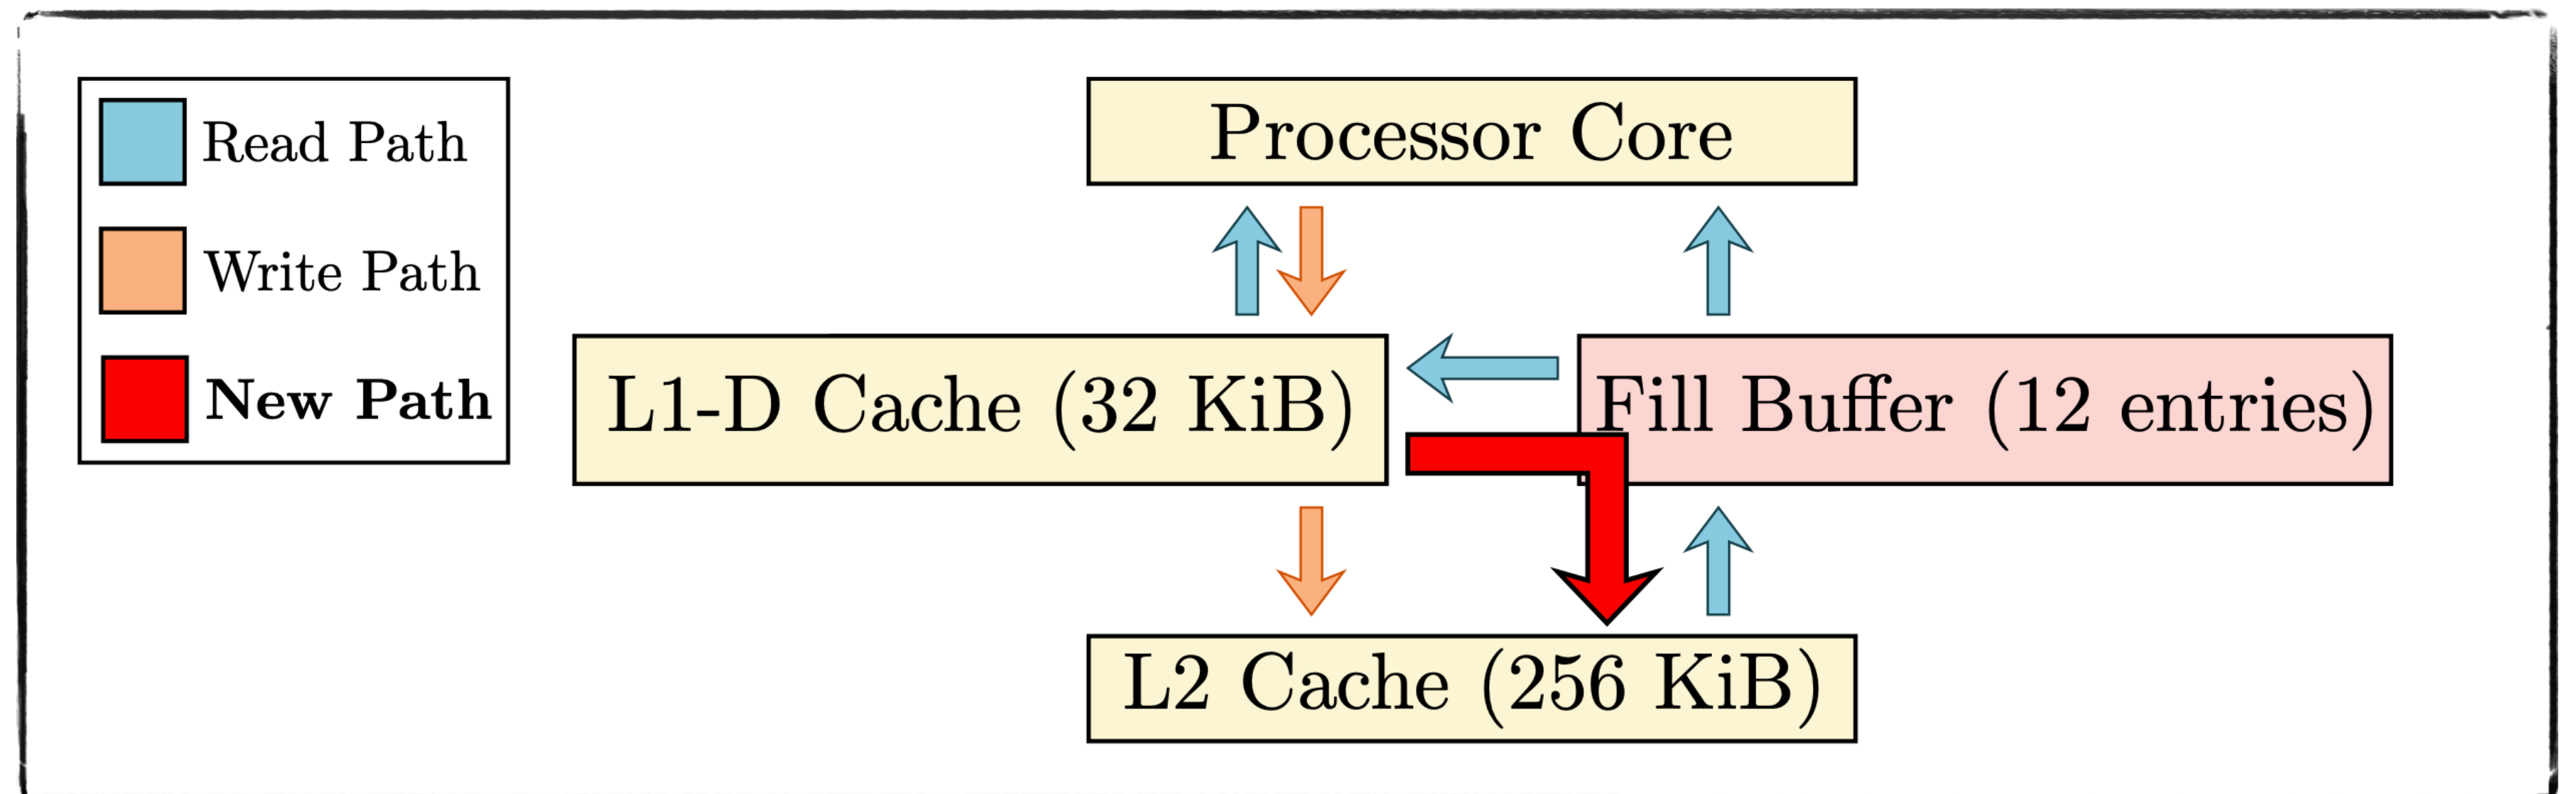 Read Path
Write Path
New Path
Processor Core
L1-D Cache (32 KiB)
Fill Buffer (12 entries)
L2 Cache (256 KiB)